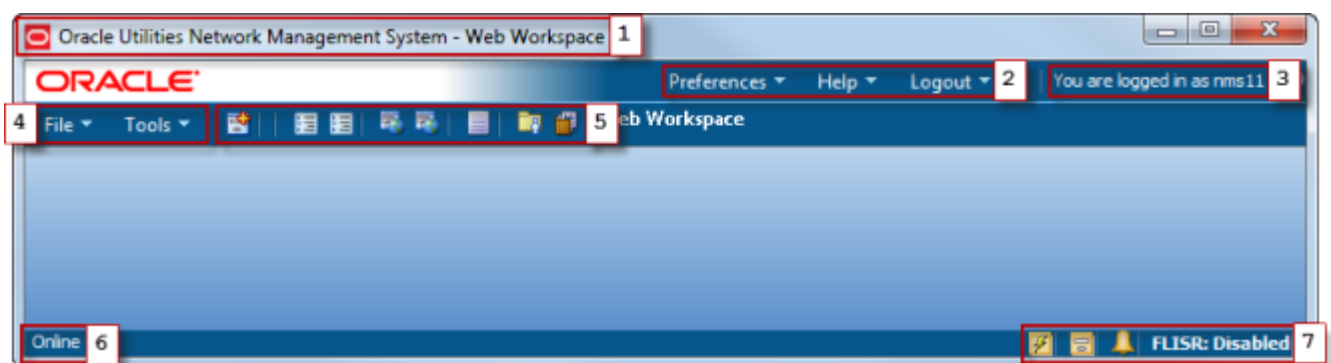 Oracle Utilities Network Management System - Web Workspace 1
ORACLE
Preferences Help Logout 2 You are logged in as nms11 3
4 File Tools 5 eb Workspace
Online 6
FLISR: Disabled 7